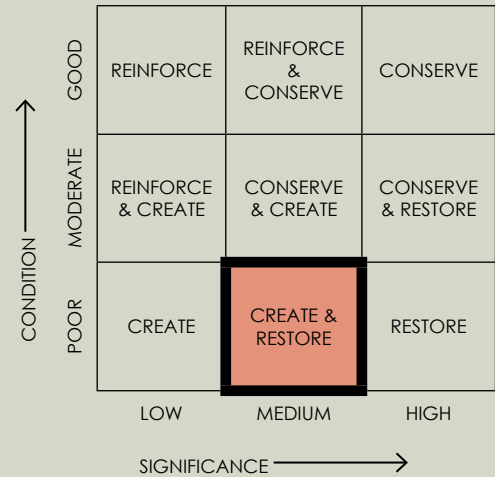 GOOD
REINFORCE
REINFORCE
&
CONSERVE
CONSERVE
CONDITION
MODERATE
REINFORCE
& CREATE
CONSERVE
& CREATE
CONSERVE
& RESTORE
POOR
CREATE
CREATE &
RESTORE
RESTORE
LOW
MEDIUM
HIGH
SIGNIFICANCE